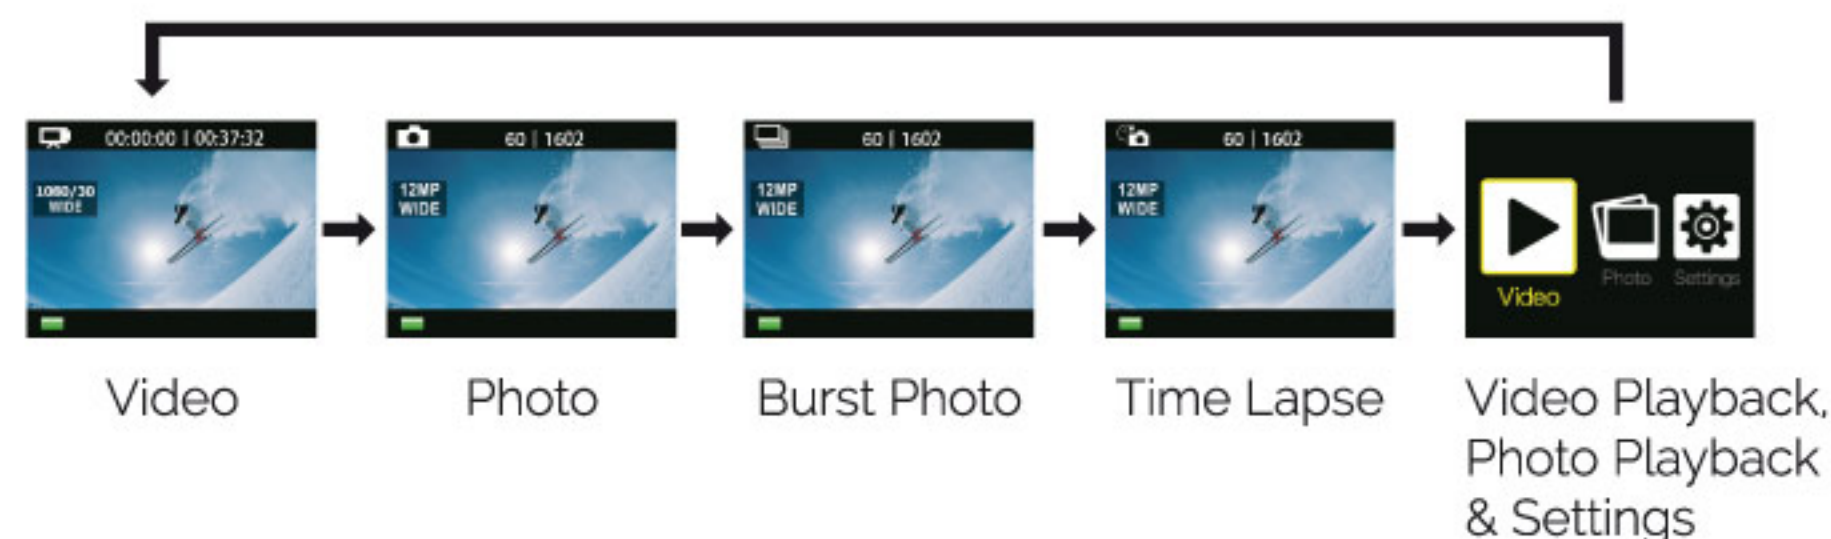 00:00:00 | 00:37:32
1080/30
WIDE
60 | 1602
12MP
WIDE
60 | 1602
12MP
WIDE
60 | 1602
12MP
WIDE
Video
Photo
Settings
Video
Photo
Burst Photo
Time Lapse
Video Playback,
Photo Playback
& Settings